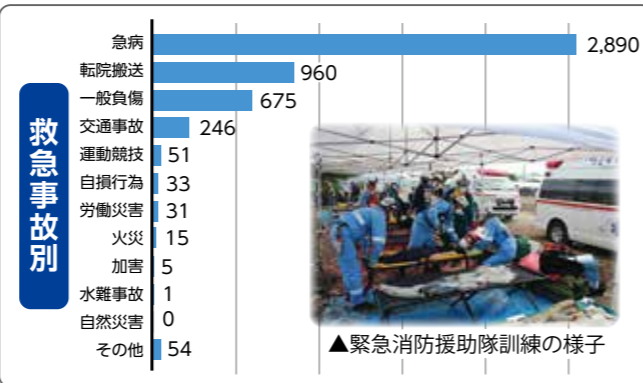 救急事故別
急病 2,890
転院搬送 960
一般負傷 675
交通事故 246
運動競技 51
自損行為 33
労働災害 31
火災 15
加害 5
水難事故 1
自然災害 0
その他 54
▲緊急消防援助隊訓練の様子